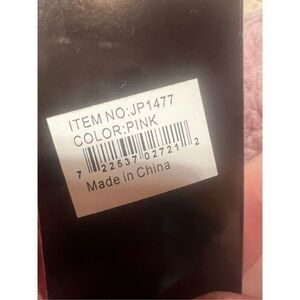 ITEM NO:JP1477
COLOR:PINK
7 22537 02721 2
Made in China